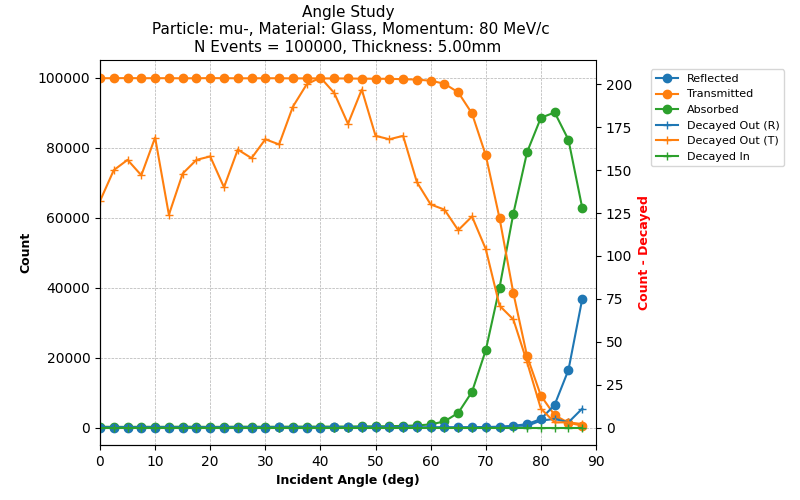 Angle Study
Particle: mu-, Material: Glass, Momentum: 80 MeV/c
N Events = 100000, Thickness: 5.00mm
100000
80000
60000
40000
20000
0
Count
0 10 20 30 40 50 60 70 80 90
Incident Angle (deg)
200
175
150
125
100
75
50
25
0
Count - Decayed
Reflected
Transmitted
Absorbed
Decayed Out (R)
Decayed Out (T)
Decayed In